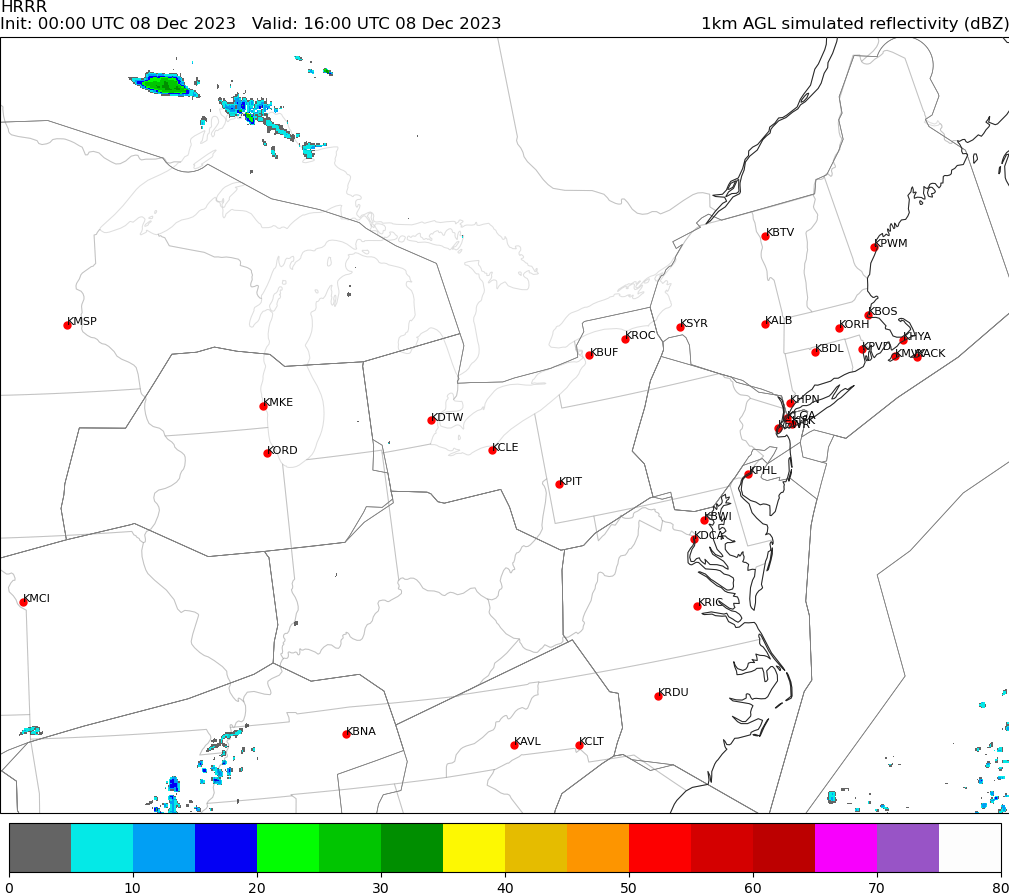 HRRR
Init: 00:00 UTC 08 Dec 2023   Valid: 16:00 UTC 08 Dec 2023   1km AGL simulated reflectivity (dBZ)
KBTV
KPWM
KBOS
KMSP
KSYR
KALB
KORH
KROC
KHYA
KBUF
KBDL
KPVD
KACK
KHPN
KMKE
KLGA
KDTW
KORD
KCLE
KPHL
KPIT
KBWI
KDCA
KMCI
KRIC
KRDU
KBNA
KAVL
KCLT
0 10 20 30 40 50 60 70 80